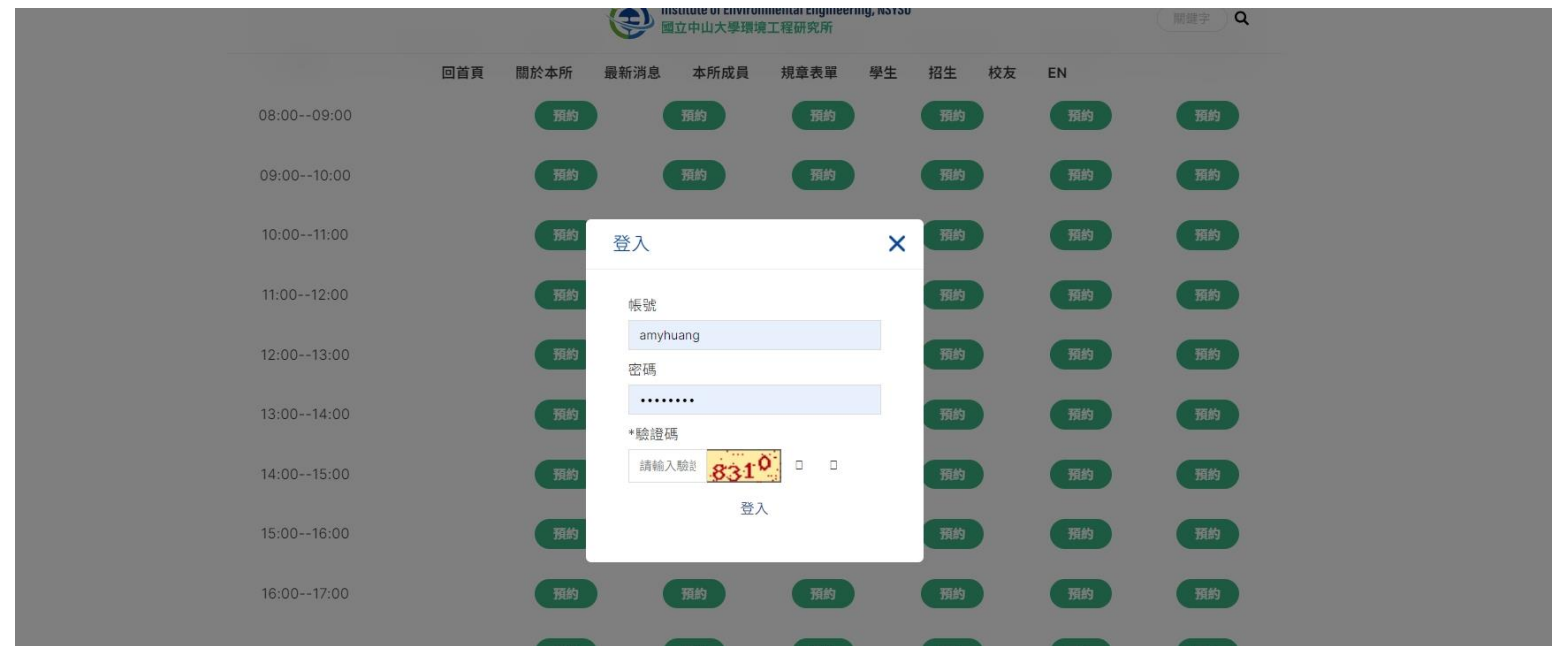 Institute of Environmental Engineering, NSYSU
國立中山大學環境工程研究所
關鍵字
回首頁 關於本所 最新消息 本所成員 規章表單 學生 招生 校友 EN
08:00--09:00 預約 預約 預約 預約 預約 預約
09:00--10:00 預約 預約 預約 預約 預約 預約
10:00--11:00 預約 預約 預約 預約
登入
11:00--12:00 預約 預約 預約 預約
帳號
amyhuang
12:00--13:00 預約 預約 預約 預約
密碼
••••••••
13:00--14:00 預約 預約 預約 預約
*驗證碼
14:00--15:00 預約 預約 預約 預約
請輸入驗 8310
登入
15:00--16:00 預約 預約 預約 預約
16:00--17:00 預約 預約 預約 預約 預約 預約